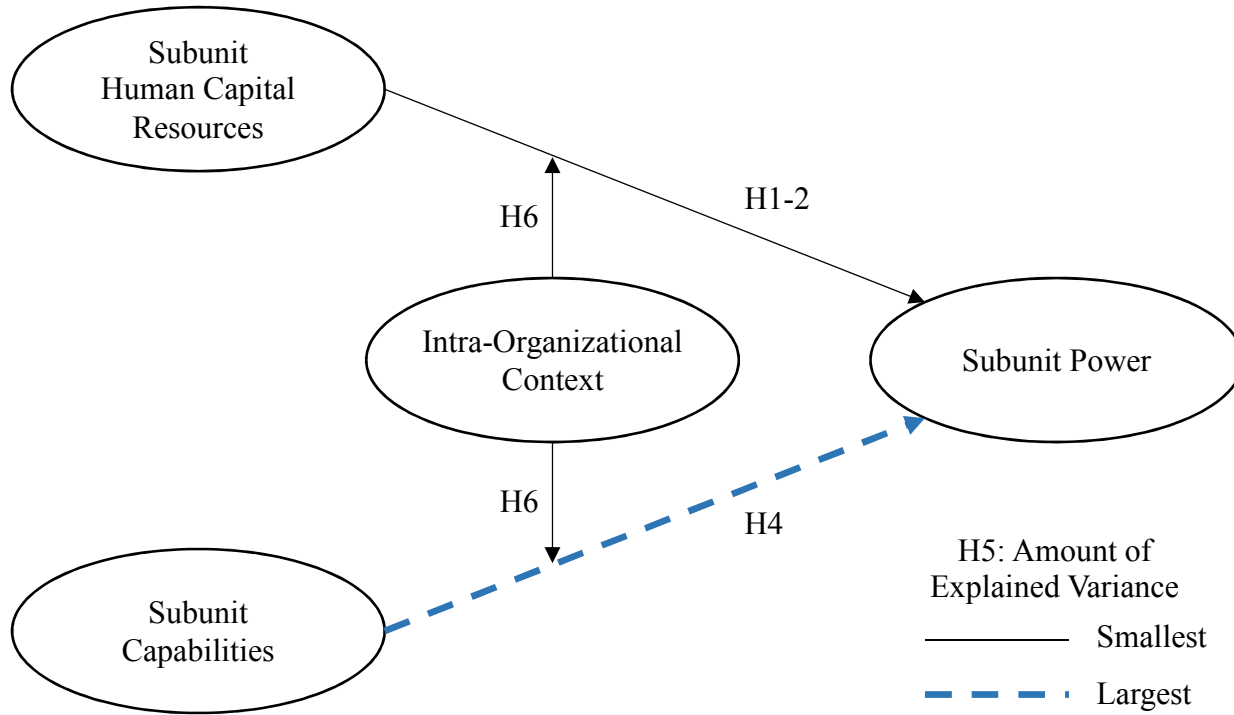 Subunit
Human Capital
Resources
H1-2
H6
Intra-Organizational
Context
Subunit Power
H6
H4
Subunit
Capabilities
H5: Amount of
Explained Variance
Smallest
Largest